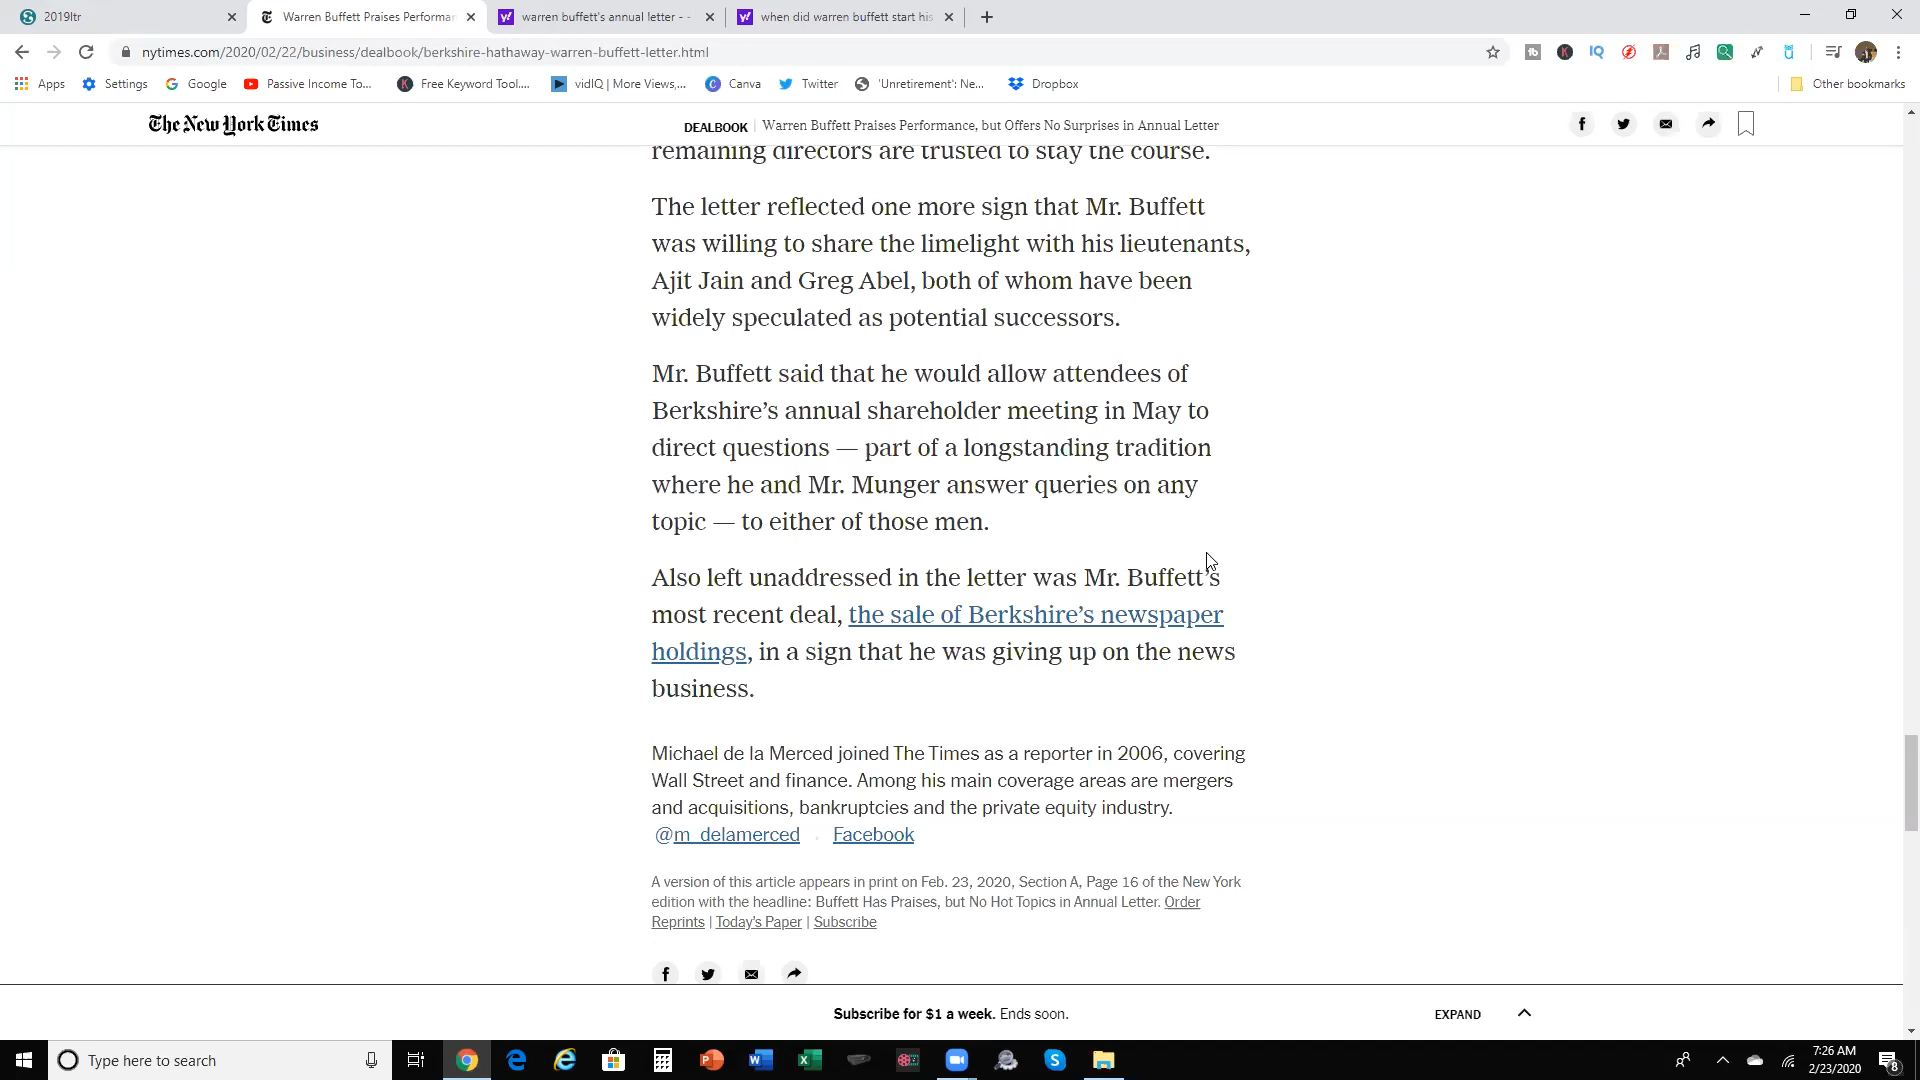 2019ltr
Warren Buffett Praises Performan
warren buffett's annual letter - -
when did warren buffett start his
nytimes.com/2020/02/22/business/dealbook/berkshire-hathaway-warren-buffett-letter.html
Apps
Settings
Google
Passive Income To...
Free Keyword Tool....
vidIQ | More Views,...
Canva
Twitter
'Unretirement': Ne...
Dropbox
Other bookmarks
The New York Times
DEALBOOK | Warren Buffett Praises Performance, but Offers No Surprises in Annual Letter
remaining directors are trusted to stay the course.
The letter reflected one more sign that Mr. Buffett
was willing to share the limelight with his lieutenants,
Ajit Jain and Greg Abel, both of whom have been
widely speculated as potential successors.
Mr. Buffett said that he would allow attendees of
Berkshire’s annual shareholder meeting in May to
direct questions — part of a longstanding tradition
where he and Mr. Munger answer queries on any
topic — to either of those men.
Also left unaddressed in the letter was Mr. Buffett’s
most recent deal, the sale of Berkshire’s newspaper
holdings, in a sign that he was giving up on the news
business.
Michael de la Merced joined The Times as a reporter in 2006, covering
Wall Street and finance. Among his main coverage areas are mergers
and acquisitions, bankruptcies and the private equity industry.
@m_delamerced · Facebook
A version of this article appears in print on Feb. 23, 2020, Section A, Page 16 of the New York
edition with the headline: Buffett Has Praises, but No Hot Topics in Annual Letter. Order
Reprints | Today’s Paper | Subscribe
Subscribe for $1 a week. Ends soon.
EXPAND
Type here to search
7:26 AM
2/23/2020
8